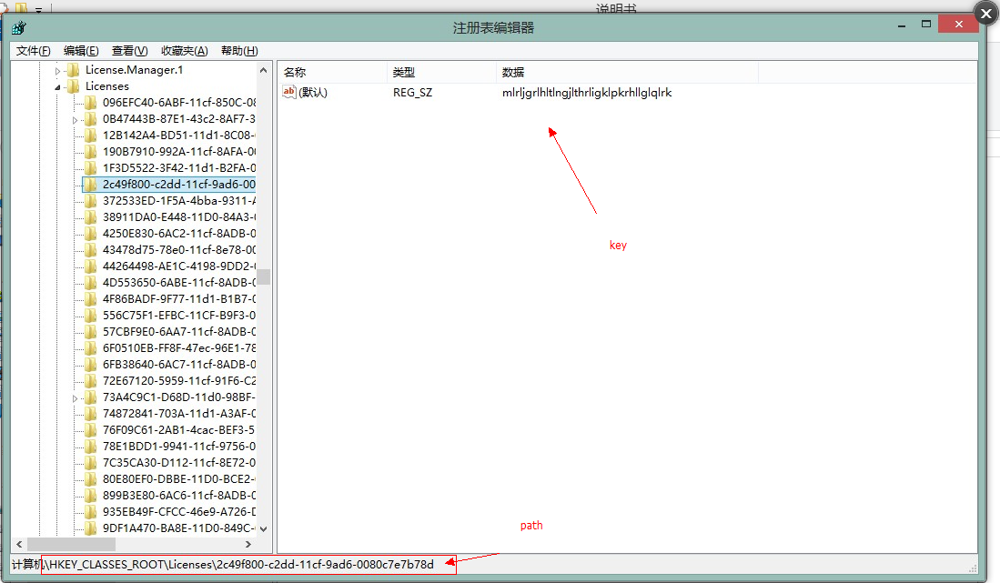 说明书
注册表编辑器
文件(F) 编辑(E) 查看(V) 收藏夹(A) 帮助(H)
License.Manager.1
Licenses
096EFC40-6ABF-11cf-850C-08
0B47443B-87E1-43c2-8AF7-3
12B142A4-BD51-11d1-8C08-
190B7910-992A-11cf-8AFA-00
1F3D5522-3F42-11d1-B2FA-0
2c49f800-c2dd-11cf-9ad6-00
372533ED-1F5A-4bba-9311-A
38911DA0-E448-11D0-84A3-
4250E830-6AC2-11cf-8ADB-0
43478d75-78e0-11cf-8e78-00
44264498-AE1C-4198-9DD2-
4D553650-6ABE-11cf-8ADB-0
4F86BADF-9F77-11d1-B1B7-0
556C75F1-EFBC-11CF-B9F3-0
57CBF9E0-6AA7-11cf-8ADB-0
6F0510EB-FF8F-47ec-96E1-78
6FB38640-6AC7-11cf-8ADB-0
72E67120-5959-11cf-91F6-C2
73A4C9C1-D68D-11d0-98BF-
74872841-703A-11d1-A3AF-0
76F09C61-2AB1-4cac-BEF3-5
78E1BDD1-9941-11cf-9756-0
7C35CA30-D112-11cf-8E72-0
80E80EF0-DBBE-11D0-BCE2-
899B3E80-6AC6-11cf-8ADB-0
935EB49F-CFCC-46e9-A726-D
9DF1A470-BA8E-11D0-849C-
名称 类型 数据
(默认) REG_SZ mlrljgrlhltlngjlthrligklpkrhllglqlrk
key
path
计算机\HKEY_CLASSES_ROOT\Licenses\2c49f800-c2dd-11cf-9ad6-0080c7e7b78d